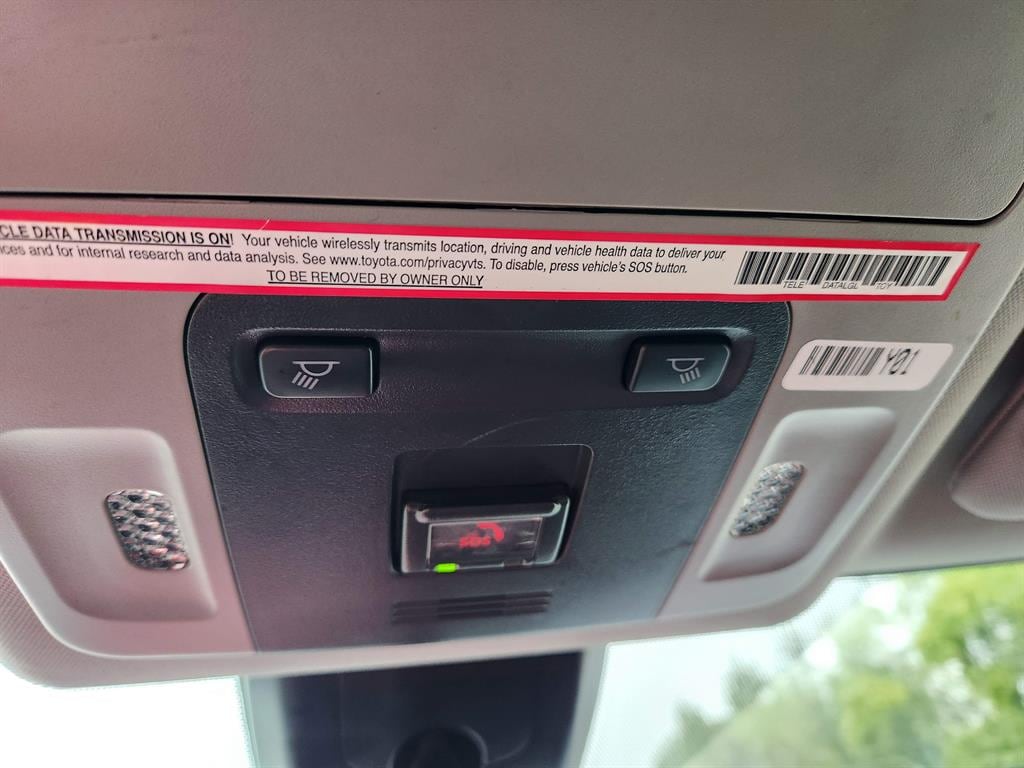 CLE DATA TRANSMISSION IS ON! Your vehicle wirelessly transmits location, driving and vehicle health data to deliver your
ices and for internal research and data analysis. See www.toyota.com/privacyvts. To disable, press vehicle's SOS button.
TO BE REMOVED BY OWNER ONLY
TELE DATALGL TOY
Y01
SOS